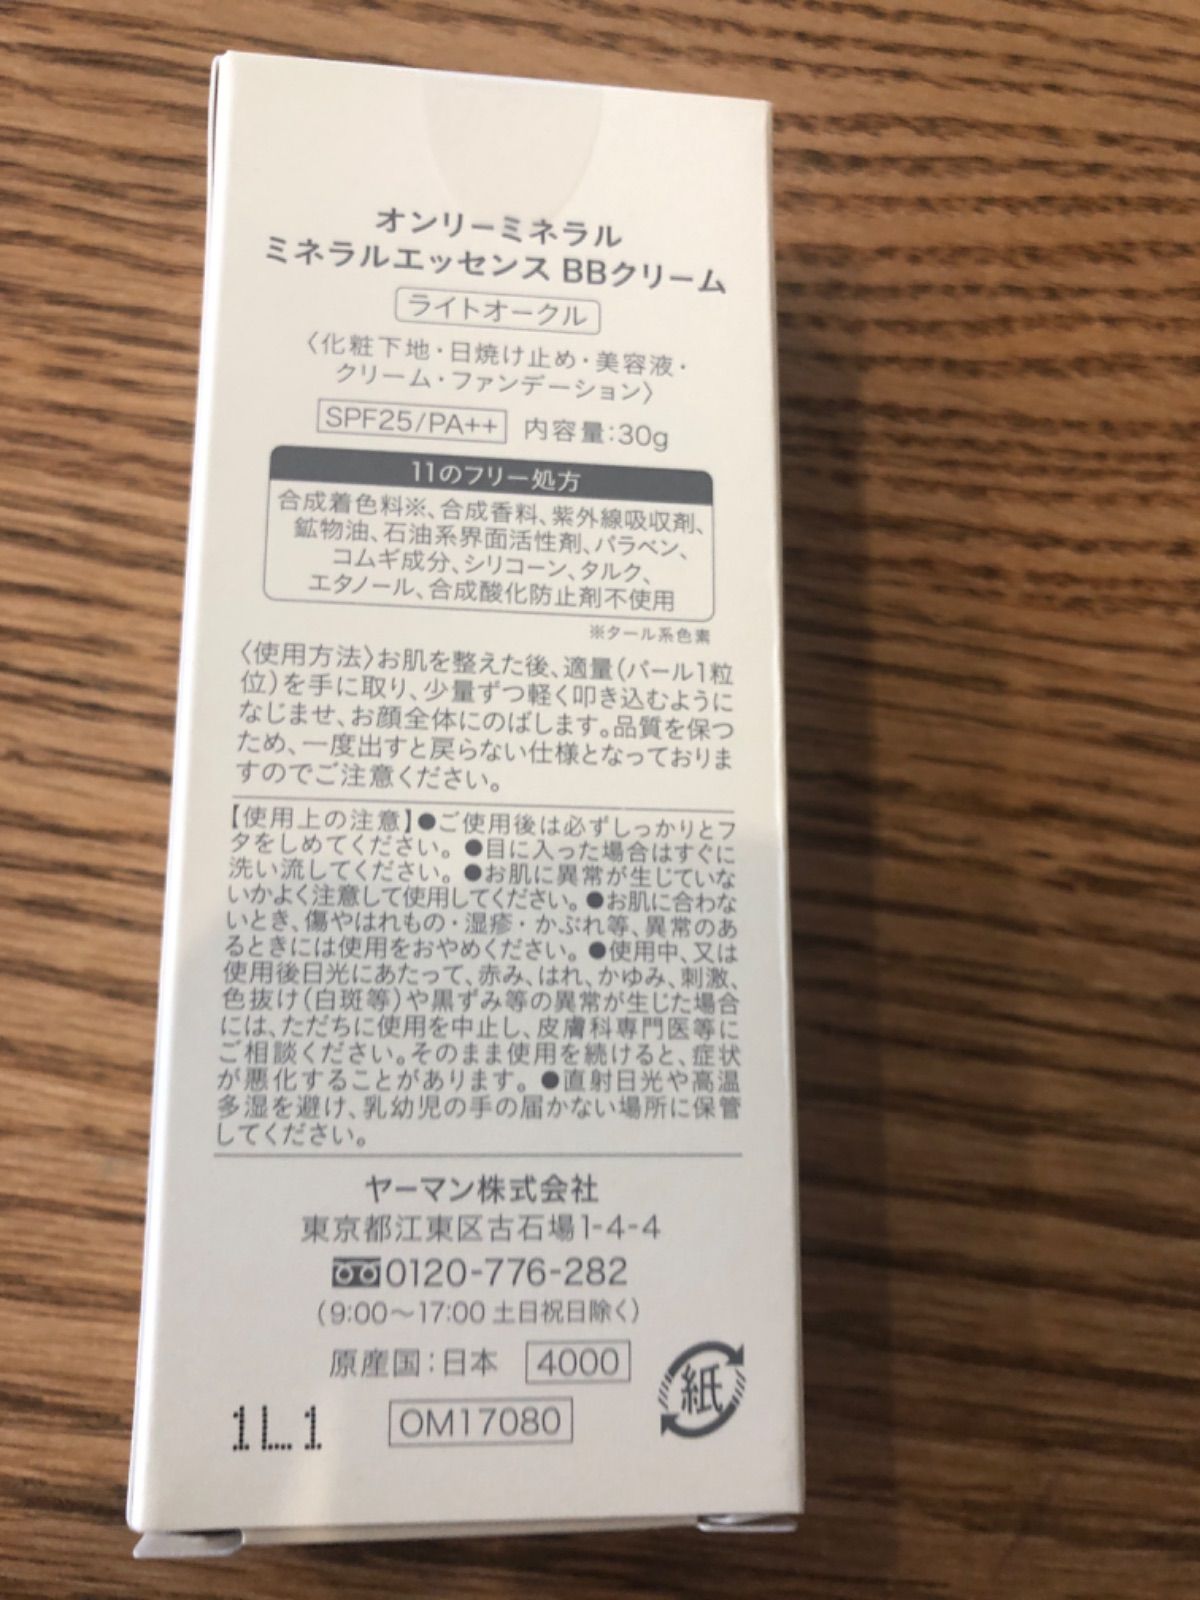 オンリーミネラル
ミネラルエッセンス BBクリーム
ライトオークル
〈化粧下地・日焼け止め・美容液・
クリーム・ファンデーション〉
SPF25/PA++ 内容量:30g
11のフリー処方
合成着色料※、合成香料、紫外線吸収剤、
鉱物油、石油系界面活性剤、パラベン、
コムギ成分、シリコーン、タルク、
エタノール、合成酸化防止剤不使用
※タール系色素
〈使用方法〉お肌を整えた後、適量(パール1粒
位)を手に取り、少量ずつ軽く叩き込むように
なじませ、お顔全体にのばします。品質を保つ
ため、一度出すと戻らない仕様となっておりま
すのでご注意ください。
【使用上の注意】●ご使用後は必ずしっかりとフ
タをしめてください。●目に入った場合はすぐに
洗い流してください。●お肌に異常が生じていな
いかよく注意して使用してください。●お肌に合わな
いとき、傷やはれもの・湿疹・かぶれ等、異常のあ
るときには使用をおやめください。●使用中、又は
使用後日光にあたって、赤み、はれ、かゆみ、刺激、
色抜け(白斑等)や黒ずみ等の異常が生じた場合
には、ただちに使用を中止し、皮膚科専門医等に
ご相談ください。そのまま使用を続けると、症状
が悪化することがあります。●直射日光や高温
多湿を避け、乳幼児の手の届かない場所に保管
してください。
ヤーマン株式会社
東京都江東区古石場1-4-4
0120-776-282
(9:00〜17:00 土日祝日除く)
原産国:日本 4000
紙
1L1 OM17080